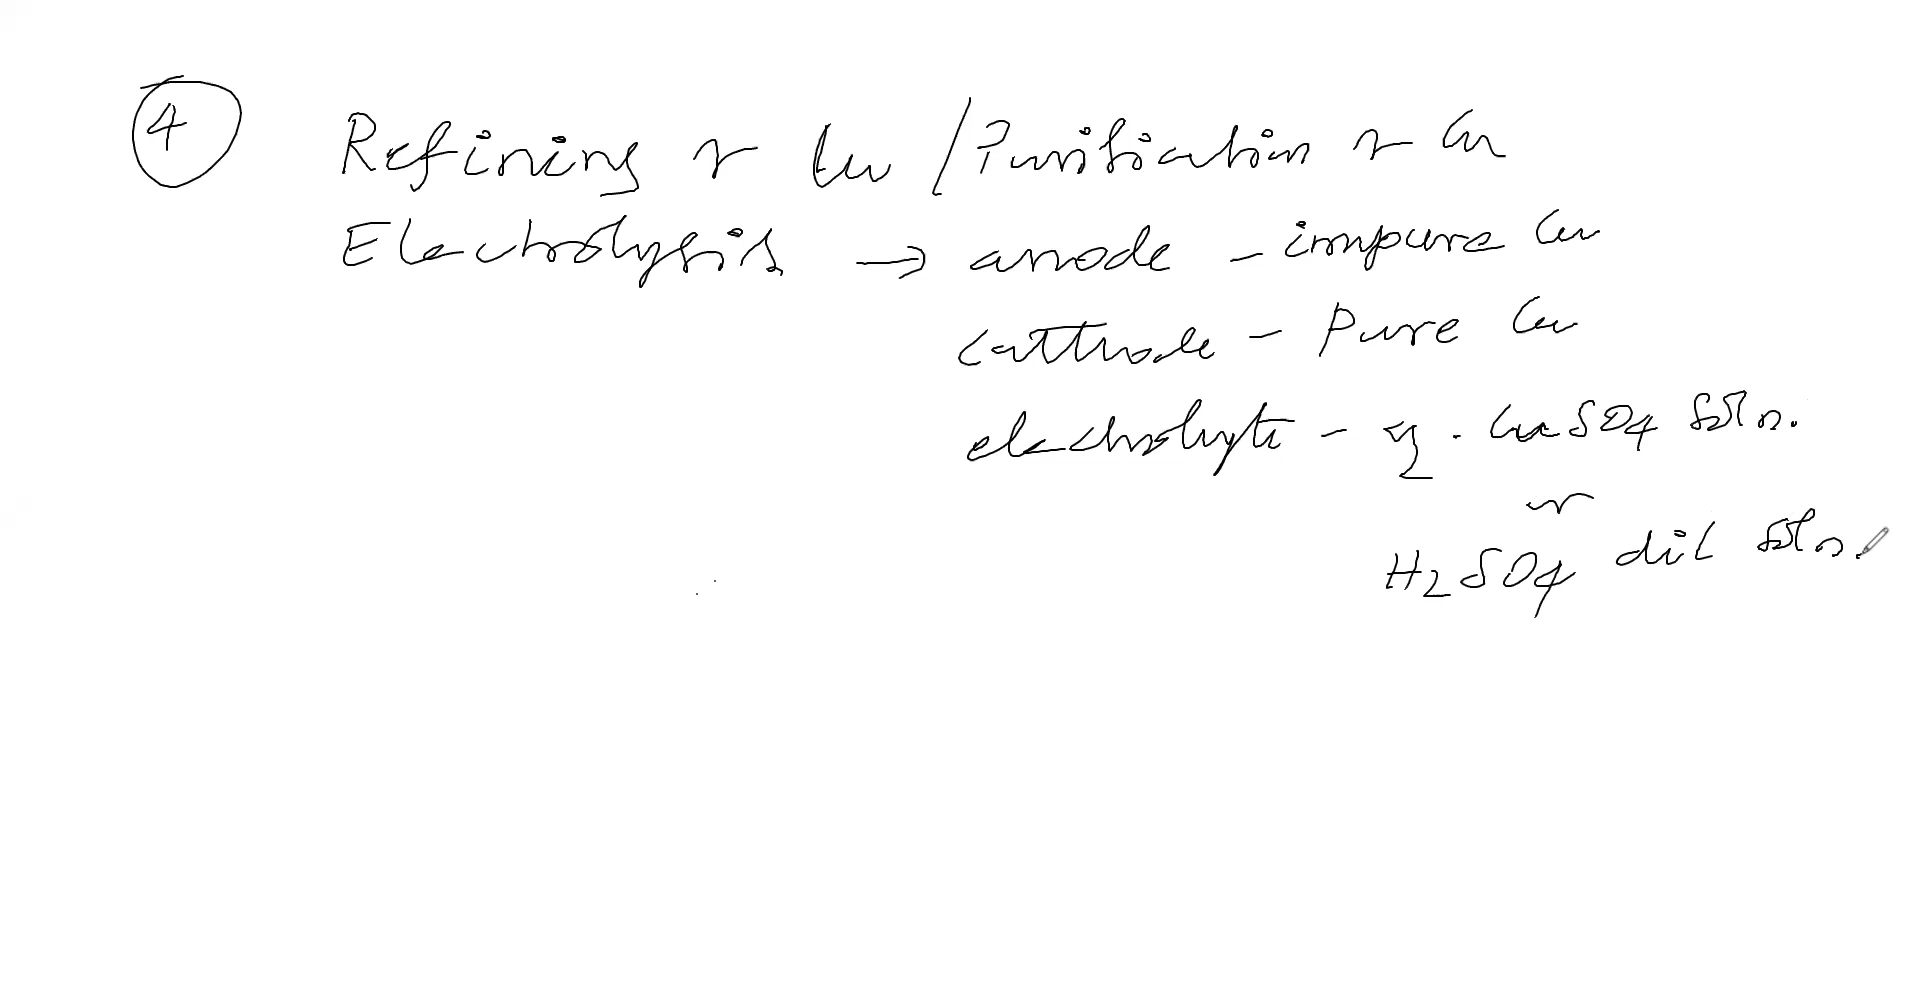 4 Refining of Cu / Purification of Cu
Electrolysis → anode - impure Cu
cathode - Pure Cu
electrolyte - aq. CuSO4 soln.
or
H2SO4 dil soln.